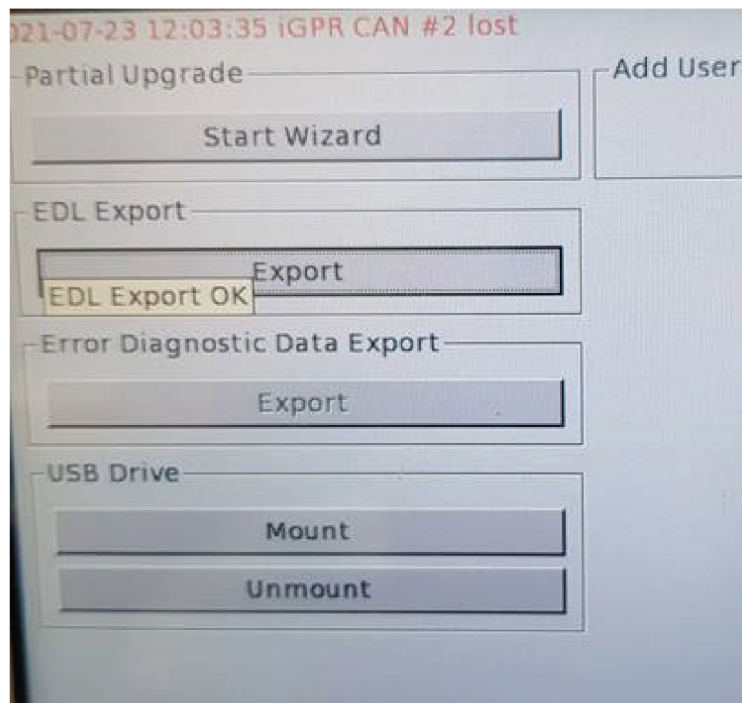 021-07-23 12:03:35 iGPR CAN #2 lost
Partial Upgrade
Start Wizard
Add User
EDL Export
Export
EDL Export OK
Error Diagnostic Data Export
Export
USB Drive
Mount
Unmount